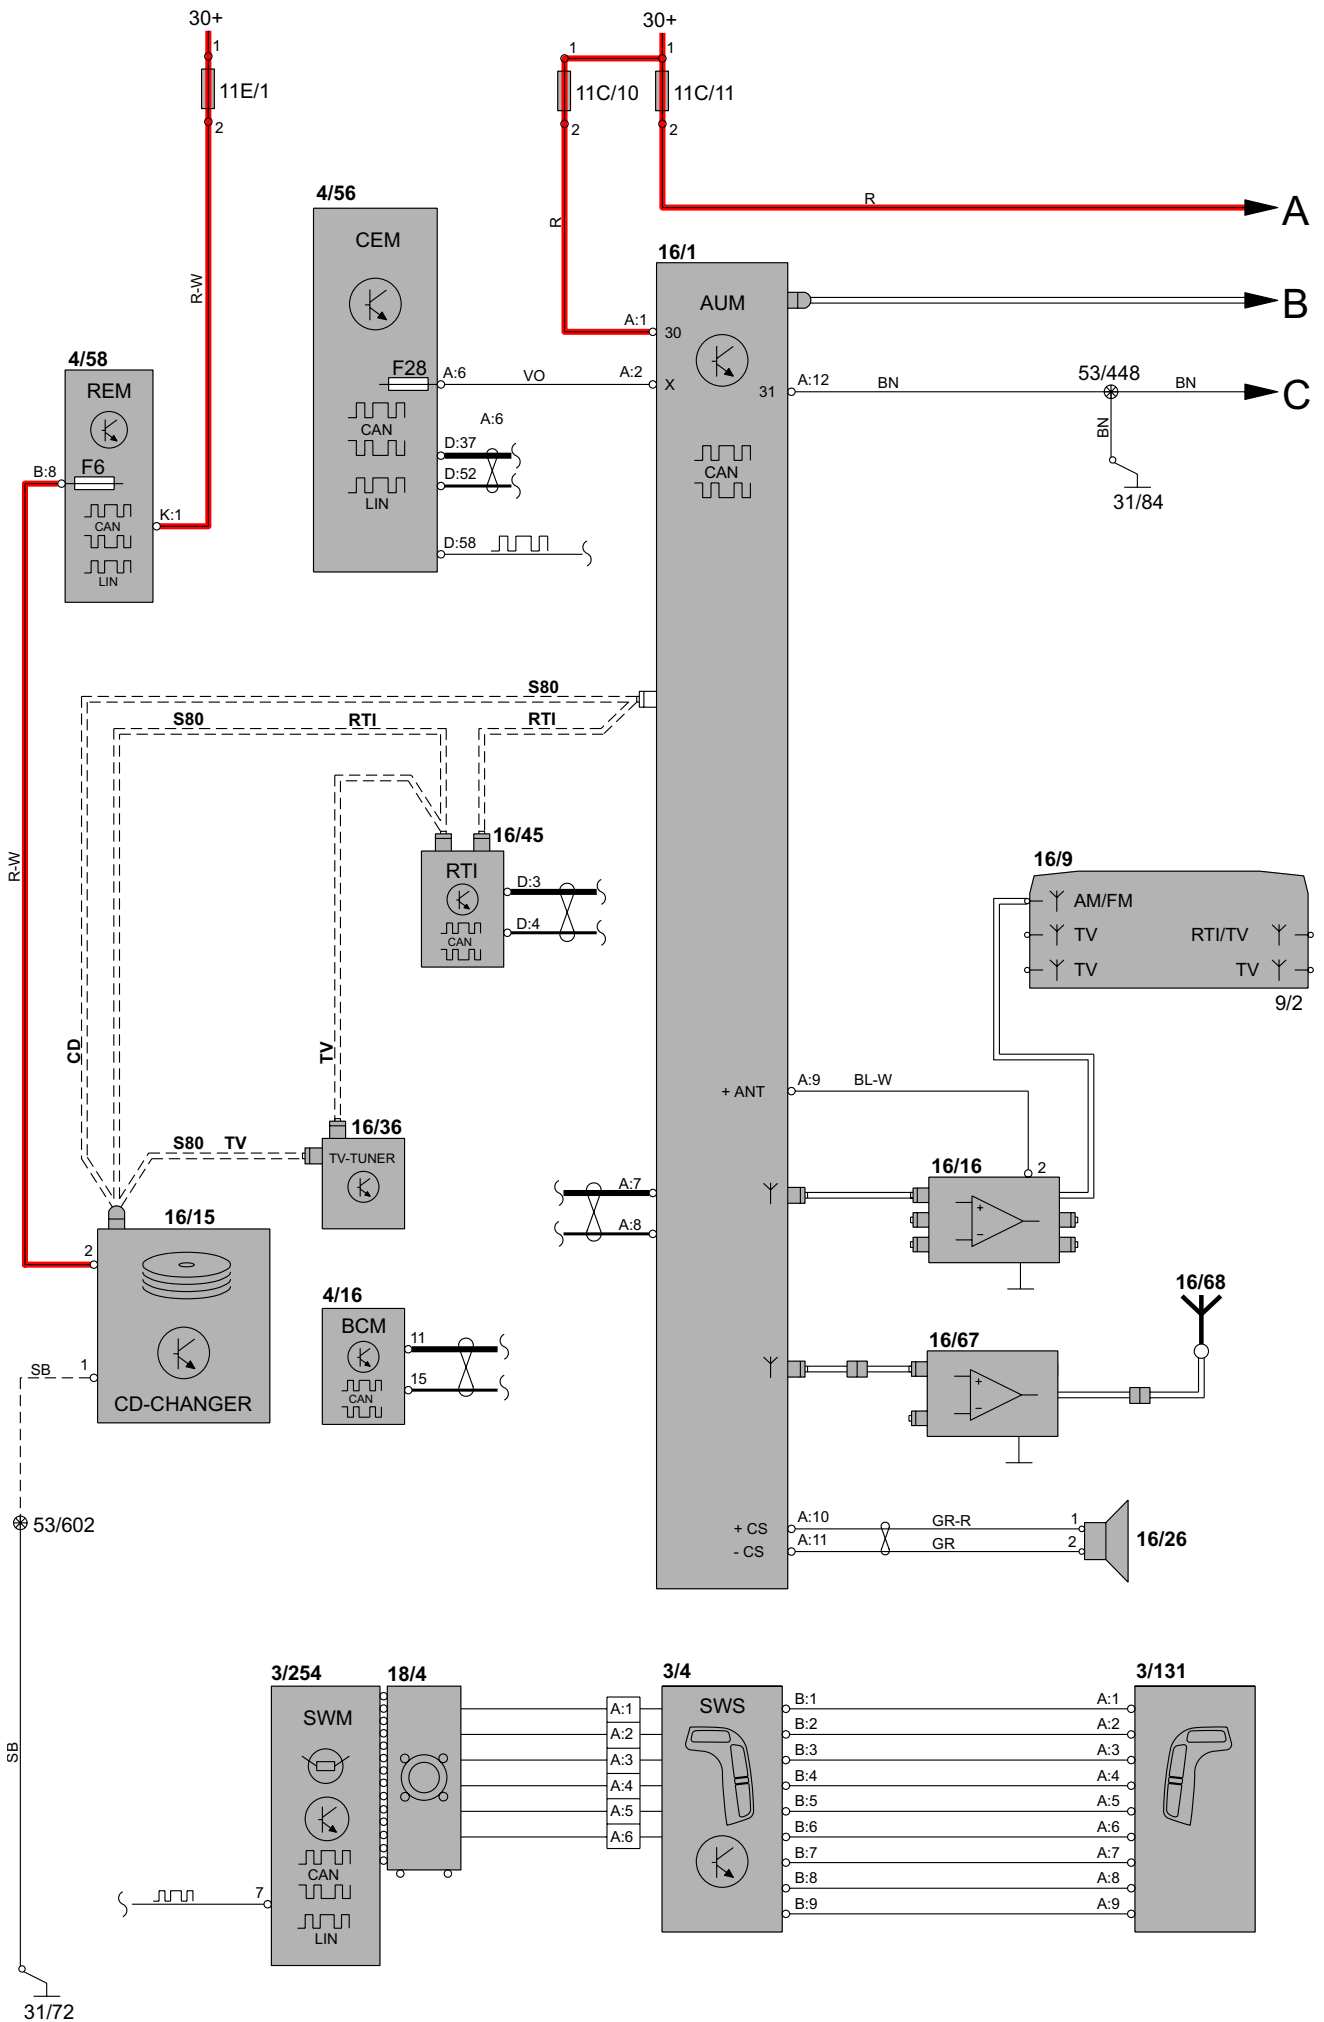 30+
30+
1
1
1
11E/1
11C/10
11C/11
2
2
2
R
A
4/56
CEM
R
16/1
R-W
AUM
B
A:1
30
4/58
REM
F28
A:6
VO
A:2
X
31
A:12
BN
53/448
BN
C
CAN
A:6
BN
D:37
B:8
F6
D:52
CAN
31/84
LIN
K:1
CAN
D:58
LIN
S80
S80
RTI
RTI
16/45
R-W
RTI
16/9
D:3
AM/FM
CAN
D:4
TV
RTI/TV
TV
TV
9/2
CD
TV
+ ANT
A:9
BL-W
16/36
S80
TV
TV-TUNER
16/16
2
A:7
16/15
A:8
2
4/16
16/68
BCM
11
16/67
SB
1
15
CAN
CD-CHANGER
53/602
+ CS
A:10
GR-R
1
- CS
A:11
GR
2
16/26
3/254
18/4
3/4
3/131
SWM
SWS
A:1
B:1
A:1
A:2
B:2
A:2
SB
A:3
B:3
A:3
A:4
B:4
A:4
A:5
B:5
A:5
A:6
B:6
A:6
CAN
B:7
A:7
7
B:8
A:8
LIN
B:9
A:9
31/72